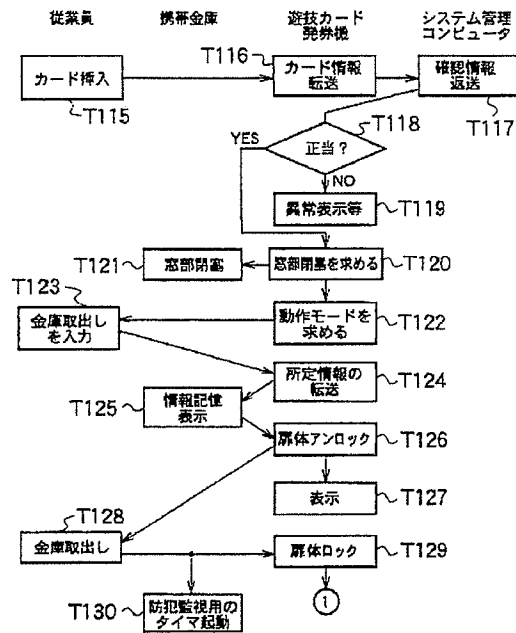 従業員
携帯金庫
遊技カード
発券機
システム管理
コンピュータ
カード挿入
T115
T116
カード情報
転送
確認情報
返送
T117
正当？
T118
YES
NO
異常表示等
T119
T121
窓部閉塞
窓部閉塞を求める
T120
T123
金庫取出し
を入力
動作モードを
求める
T122
所定情報の
転送
T124
T125
情報記憶
表示
扉体アンロック
T126
表示
T127
T128
金庫取出し
扉体ロック
T129
1
T130
防犯監視用の
タイマ起動